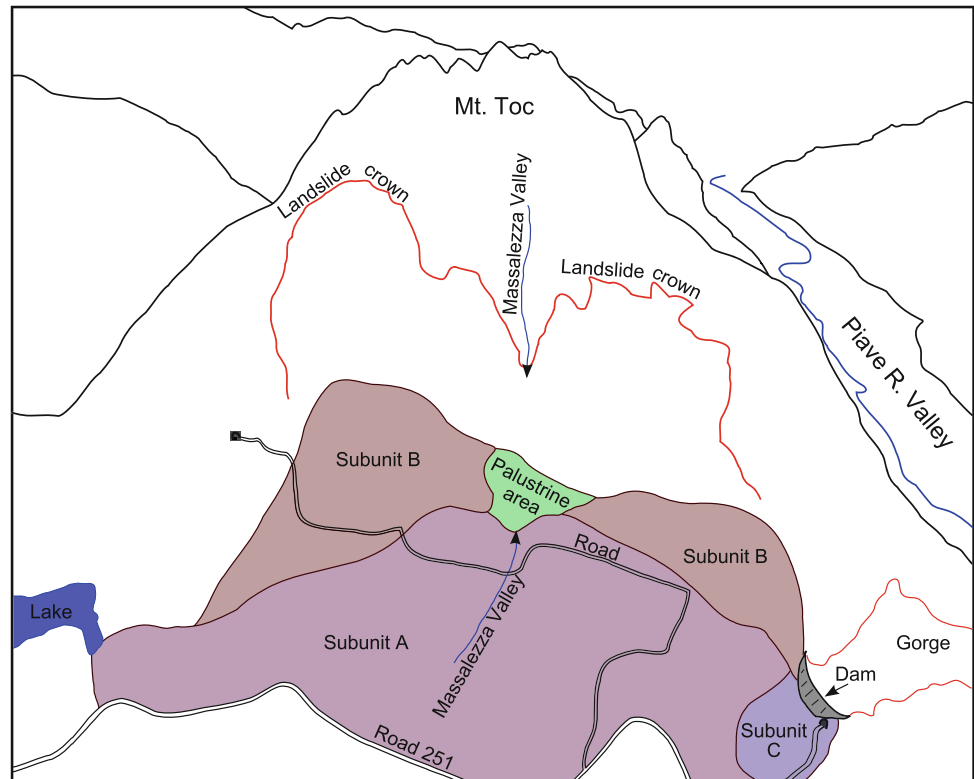 Mt. Toc
Landslide crown
Massalezza Valley
Landslide crown
Piave R. Valley
Subunit B
Palustrine
area
Road
Subunit B
Lake
Subunit A
Massalezza Valley
Gorge
Dam
Subunit
C
Road 251